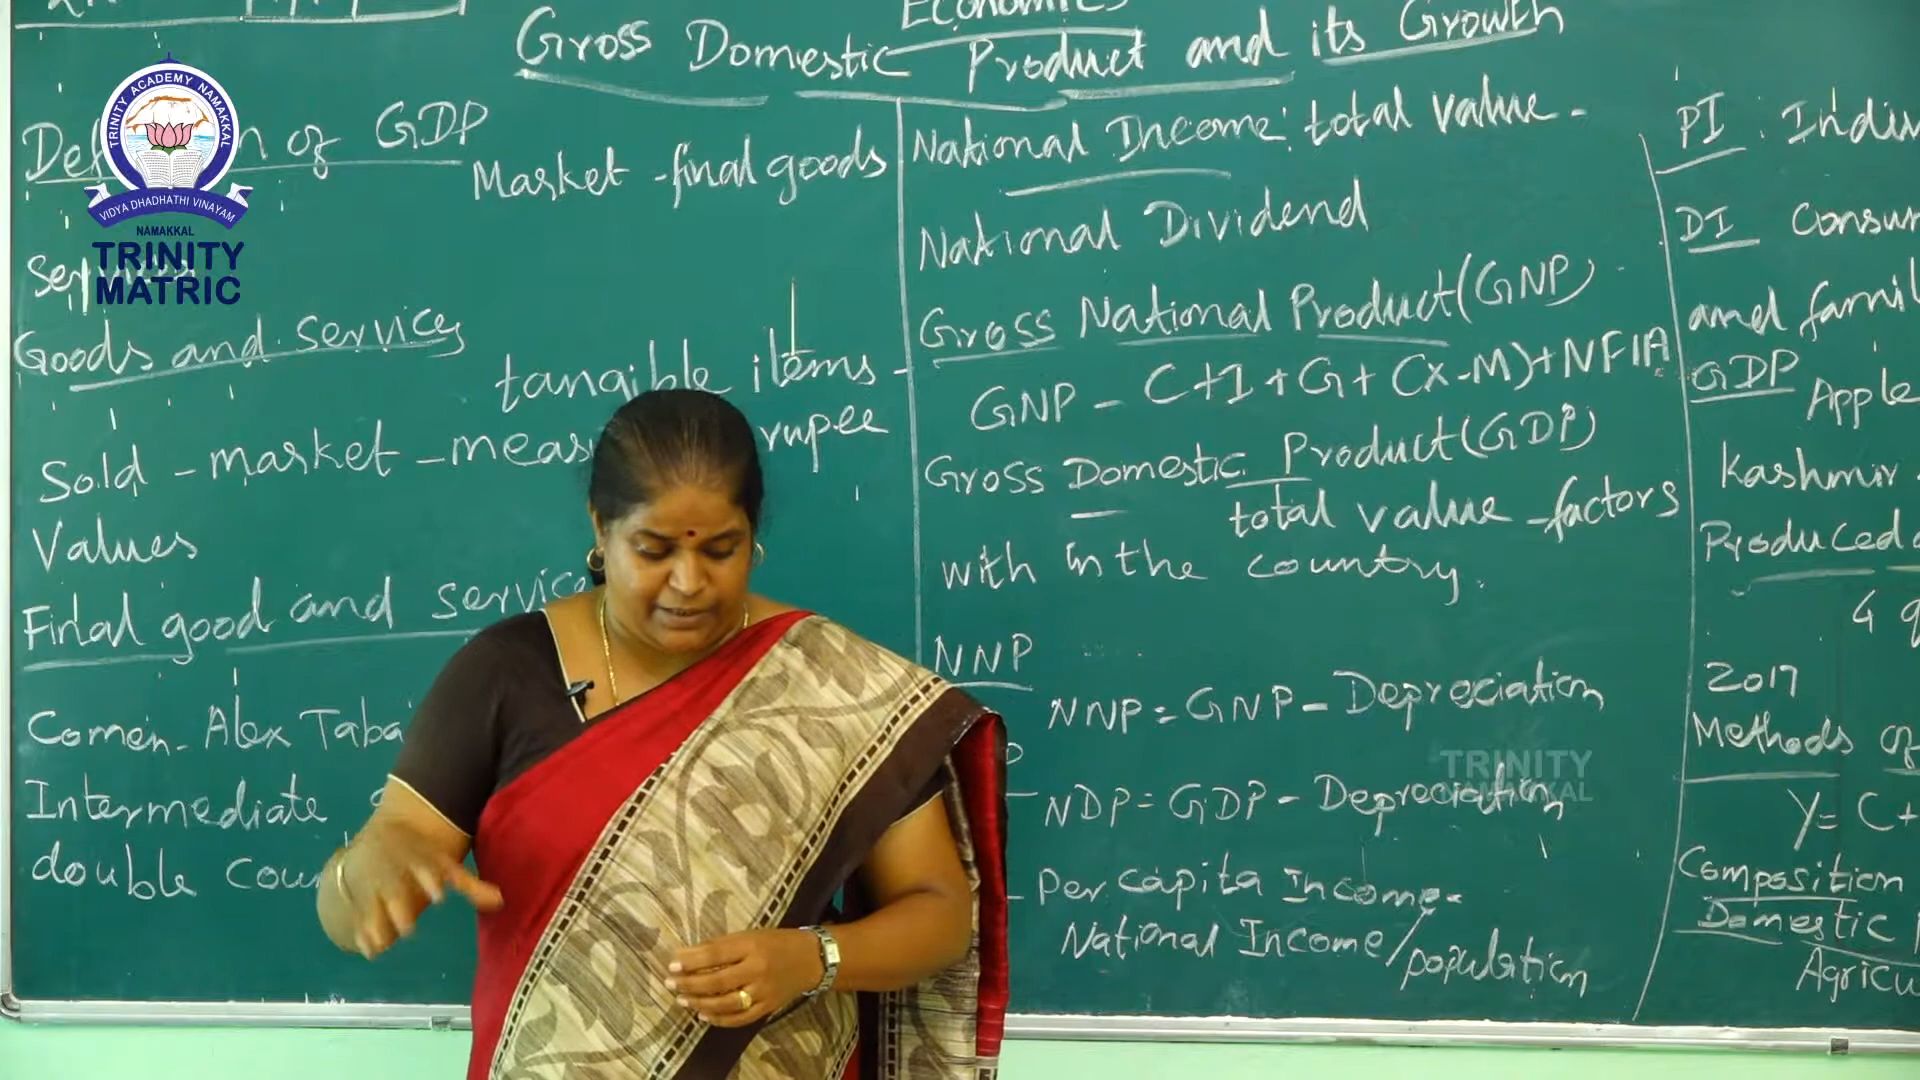 Economics
Gross Domestic Product and its Growth
TRINITY ACADEMY NAMAKKAL
VIDYA DHADHATHI VINAYAM
NAMAKKAL
TRINITY
MATRIC
of GDP
Market - final goods
Goods and services
tangible items -
Sold - market - meas rupee
Values
Final good and service
Comen - Alex Taba
Intermediate
double coun
National Income: total value -
National Dividend
Gross National Product (GNP)
GNP - C+I+G+(X-M)+NFIA
Gross Domestic Product (GDP)
total value - factors
with in the country.
NNP
NNP = GNP - Depreciation
NDP = GDP - Depreciation
Per capita Income -
National Income/population
TRINITY
NAMAKKAL
PI : Indiv
DI Consum
and famil
GDP Apple
Kashmir -
Produced
4 q
2017
Methods of
Y = C+
Composition
Domestic P
Agricu